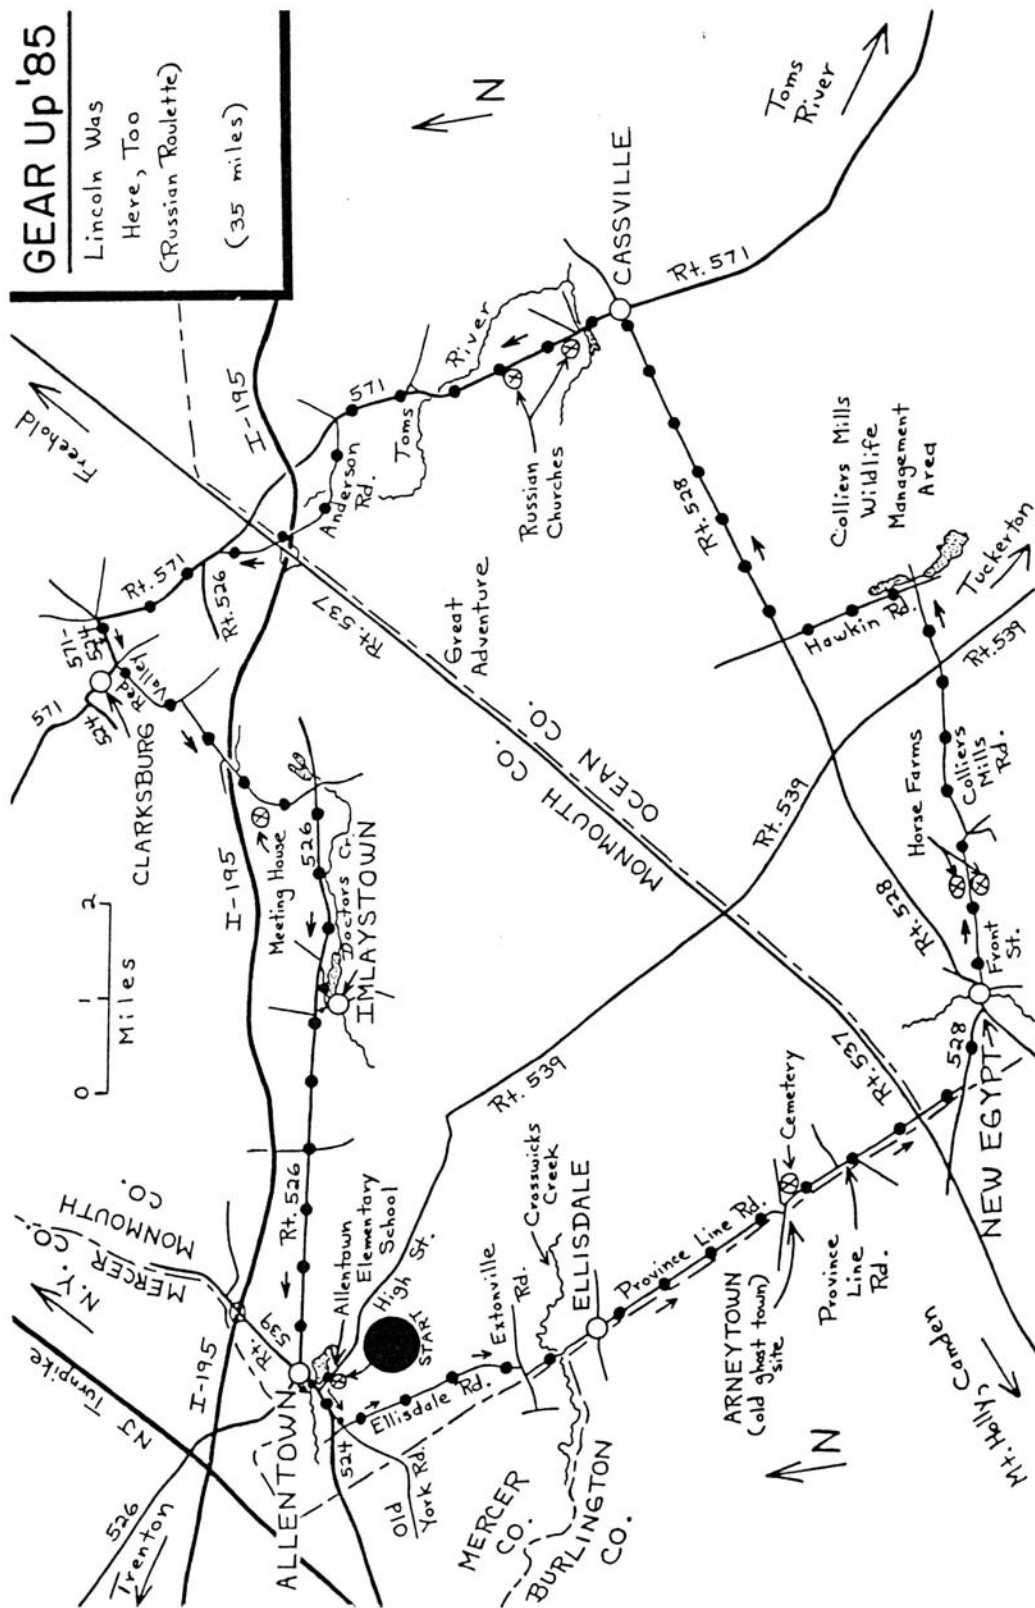 GEAR Up '85
Lincoln Was
Here, Too
(Russian Roulette)
(35 miles)
N
Freehold
Toms
River
I-195
571
Toms River
Anderson
Rd.
Russian
Churches
CASSVILLE
Rt. 571
Rt. 571
571-
524
Rt. 526
571
524
CLARKSBURG
Red Valley
Rt. 537
Great
Adventure
Rt. 528
Colliers Mills
Wildlife
Management
Area
Hawkin Rd.
Tuckerton
Rt. 539
MONMOUTH CO.
OCEAN CO.
0 1 2
Miles
I-195
Meeting House
526
Doctors Cr.
IMLAYSTOWN
Rt. 539
Rt. 528
Horse Farms
Colliers
Mills
Rd.
Front
St.
NEW EGYPT
528
Rt. 537
Rt. 539
MERCER CO.
MONMOUTH
CO.
Rt. 526
Allentown
Elementary
School
High St.
START
Crosswicks
Creek
ELLISDALE
Extonville
Rd.
Province Line Rd.
Cemetery
Province
Line
Rd.
ARNEYTOWN
(old ghost town)
site
N.Y.
NJ Turnpike
I-195
Rt. 539
ALLENTOWN
526
Trenton
524
Ellisdale Rd.
Old
York Rd.
MERCER
CO.
BURLINGTON
CO.
N
Mt. Holly, Camden